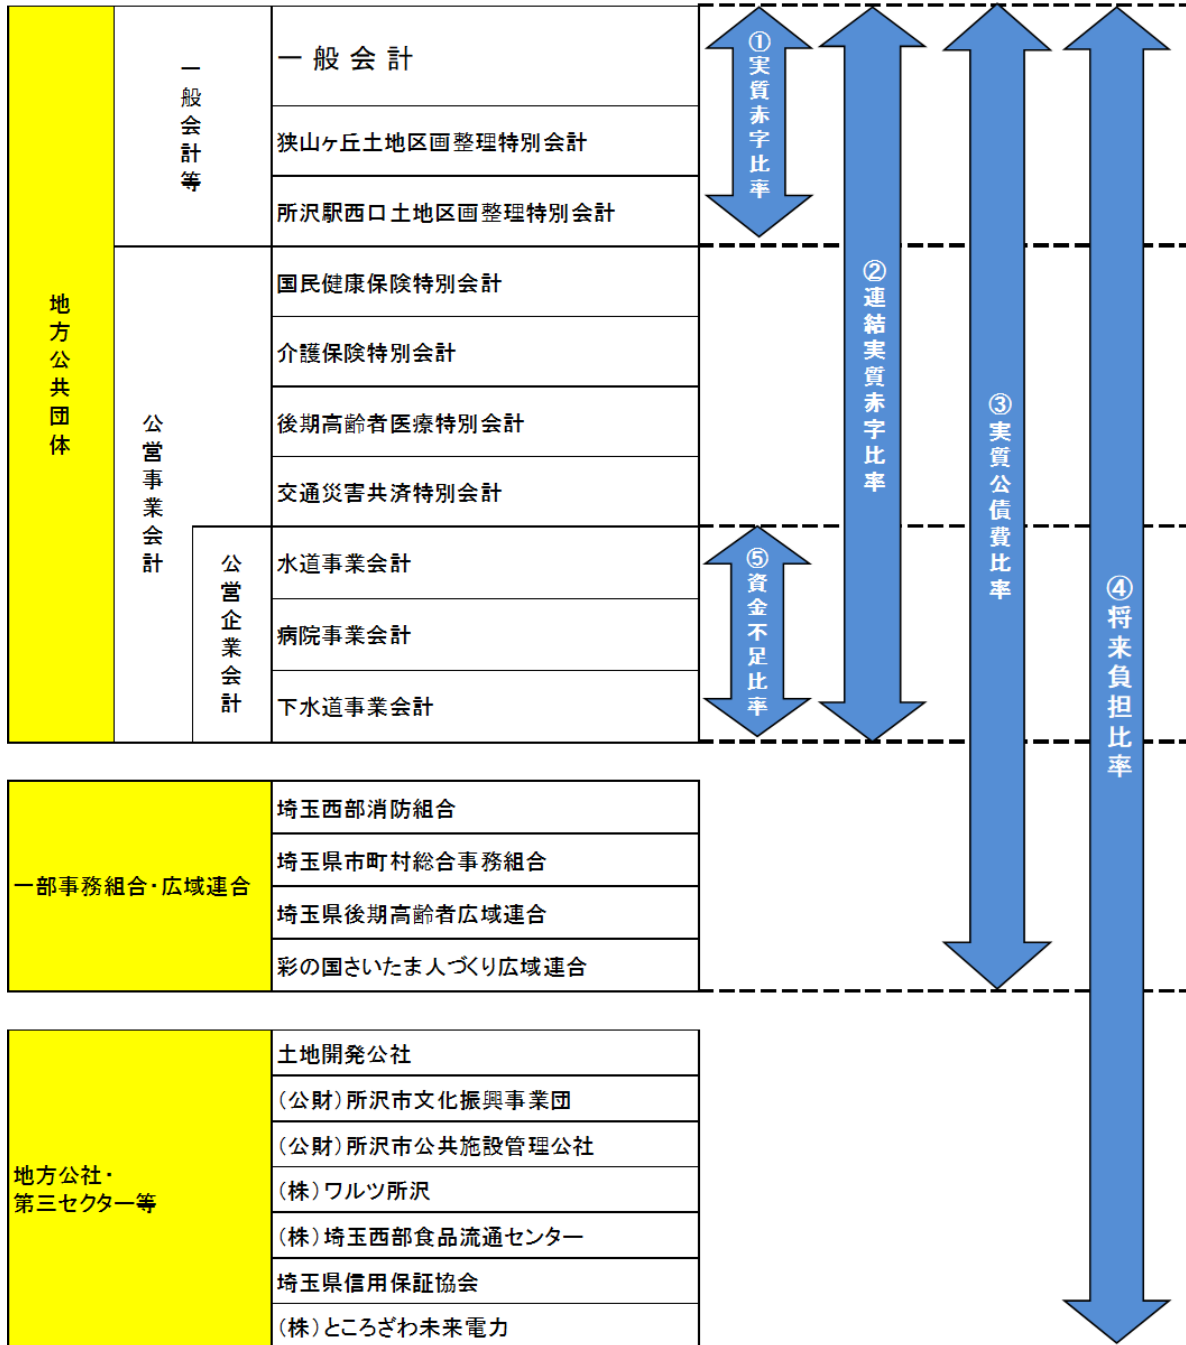 地方公共団体
一般会計等
一般会計
狭山ヶ丘土地区画整理特別会計
所沢駅西口土地区画整理特別会計
公営事業会計
国民健康保険特別会計
介護保険特別会計
後期高齢者医療特別会計
交通災害共済特別会計
公営企業会計
水道事業会計
病院事業会計
下水道事業会計
①実質赤字比率
②連結実質赤字比率
③実質公債費比率
④将来負担比率
⑤資金不足比率
一部事務組合・広域連合
埼玉西部消防組合
埼玉県市町村総合事務組合
埼玉県後期高齢者広域連合
彩の国さいたま人づくり広域連合
地方公社・
第三セクター等
土地開発公社
(公財)所沢市文化振興事業団
(公財)所沢市公共施設管理公社
(株)ワルツ所沢
(株)埼玉西部食品流通センター
埼玉県信用保証協会
(株)ところざわ未来電力